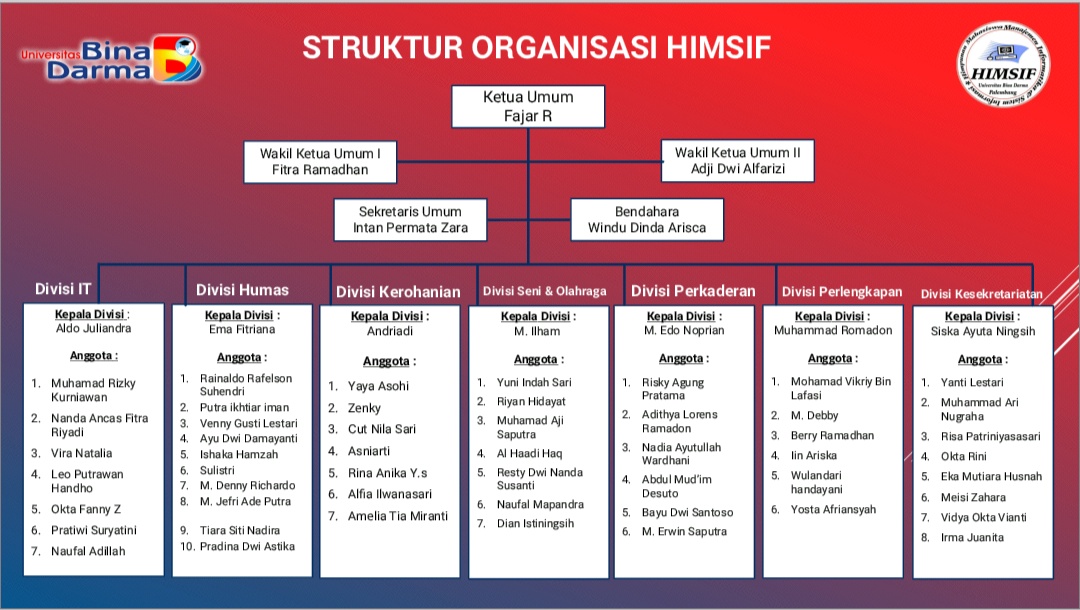 Universitas Bina
Darma
STRUKTUR ORGANISASI HIMSIF
Himpunan Mahasiswa Manajemen Informatika & Sistem Informasi
HIMSIF
Universitas Bina Darma
Palembang
Ketua Umum
Fajar R
Wakil Ketua Umum I
Fitra Ramadhan
Wakil Ketua Umum II
Adji Dwi Alfarizi
Sekretaris Umum
Intan Permata Zara
Bendahara
Windu Dinda Arisca
Divisi IT
Kepala Divisi :
Aldo Juliandra
Anggota :
1. Muhamad Rizky
Kurniawan
2. Nanda Ancas Fitra
Riyadi
3. Vira Natalia
4. Leo Putrawan
Handho
5. Okta Fanny Z
6. Pratiwi Suryatini
7. Naufal Adillah
Divisi Humas
Kepala Divisi :
Ema Fitriana
Anggota :
1. Rainaldo Rafelson
Suhendri
2. Putra ikhtiar iman
3. Venny Gusti Lestari
4. Ayu Dwi Damayanti
5. Ishaka Hamzah
6. Sulistri
7. M. Denny Richardo
8. M. Jefri Ade Putra
9. Tiara Siti Nadira
10. Pradina Dwi Astika
Divisi Kerohanian
Kepala Divisi :
Andriadi
Anggota :
1. Yaya Asohi
2. Zenky
3. Cut Nila Sari
4. Asniarti
5. Rina Anika Y.s
6. Alfia Ilwanasari
7. Amelia Tia Miranti
Divisi Seni & Olahraga
Kepala Divisi :
M. Ilham
Anggota :
1. Yuni Indah Sari
2. Riyan Hidayat
3. Muhamad Aji
Saputra
4. Al Haadi Haq
5. Resty Dwi Nanda
Susanti
6. Naufal Mapandra
7. Dian Istiningsih
Divisi Perkaderan
Kepala Divisi :
M. Edo Noprian
Anggota :
1. Risky Agung
Pratama
2. Adithya Lorens
Ramadon
3. Nadia Ayutullah
Wardhani
4. Abdul Mud'im
Desuto
5. Bayu Dwi Santoso
6. M. Erwin Saputra
Divisi Perlengkapan
Kepala Divisi :
Muhammad Romadon
Anggota :
1. Mohamad Vikriy Bin
Lafasi
2. M. Debby
3. Berry Ramadhan
4. Iin Ariska
5. Wulandari
handayani
6. Yosta Afriansyah
Divisi Kesekretariatan
Kepala Divisi :
Siska Ayuta Ningsih
Anggota :
1. Yanti Lestari
2. Muhammad Ari
Nugraha
3. Risa Patriniyasasari
4. Okta Rini
5. Eka Mutiara Husnah
6. Meisi Zahara
7. Vidya Okta Vianti
8. Irma Juanita